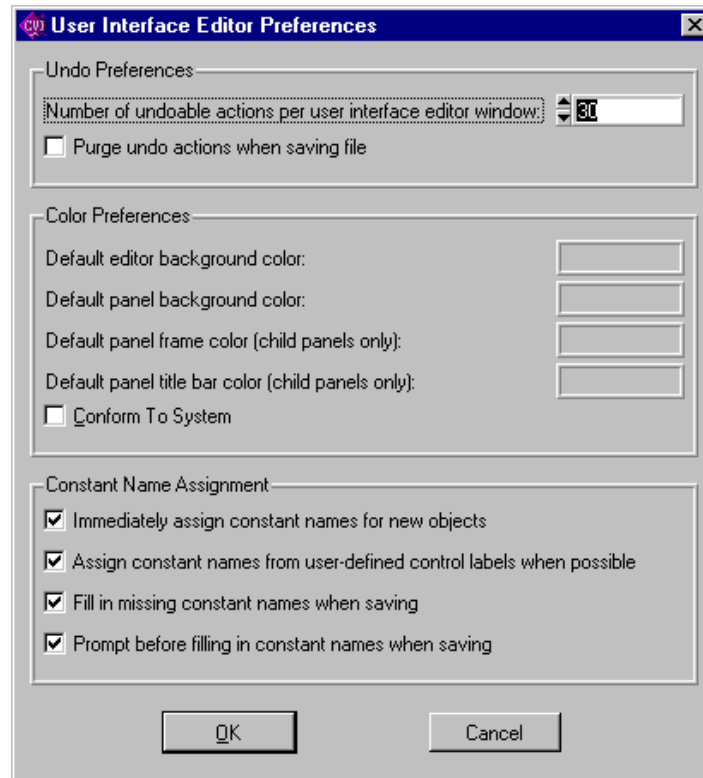 CVI User Interface Editor Preferences
Undo Preferences
Number of undoable actions per user interface editor window: 30
Purge undo actions when saving file
Color Preferences
Default editor background color:
Default panel background color:
Default panel frame color (child panels only):
Default panel title bar color (child panels only):
Conform To System
Constant Name Assignment
Immediately assign constant names for new objects
Assign constant names from user-defined control labels when possible
Fill in missing constant names when saving
Prompt before filling in constant names when saving
OK Cancel